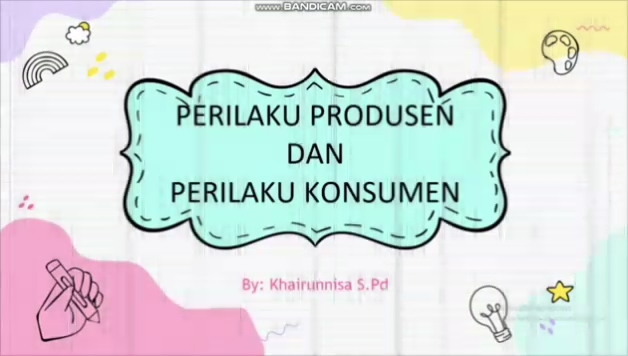 www.BANDICAM.com
PERILAKU PRODUSEN
DAN
PERILAKU KONSUMEN
By: Khairunnisa S.Pd